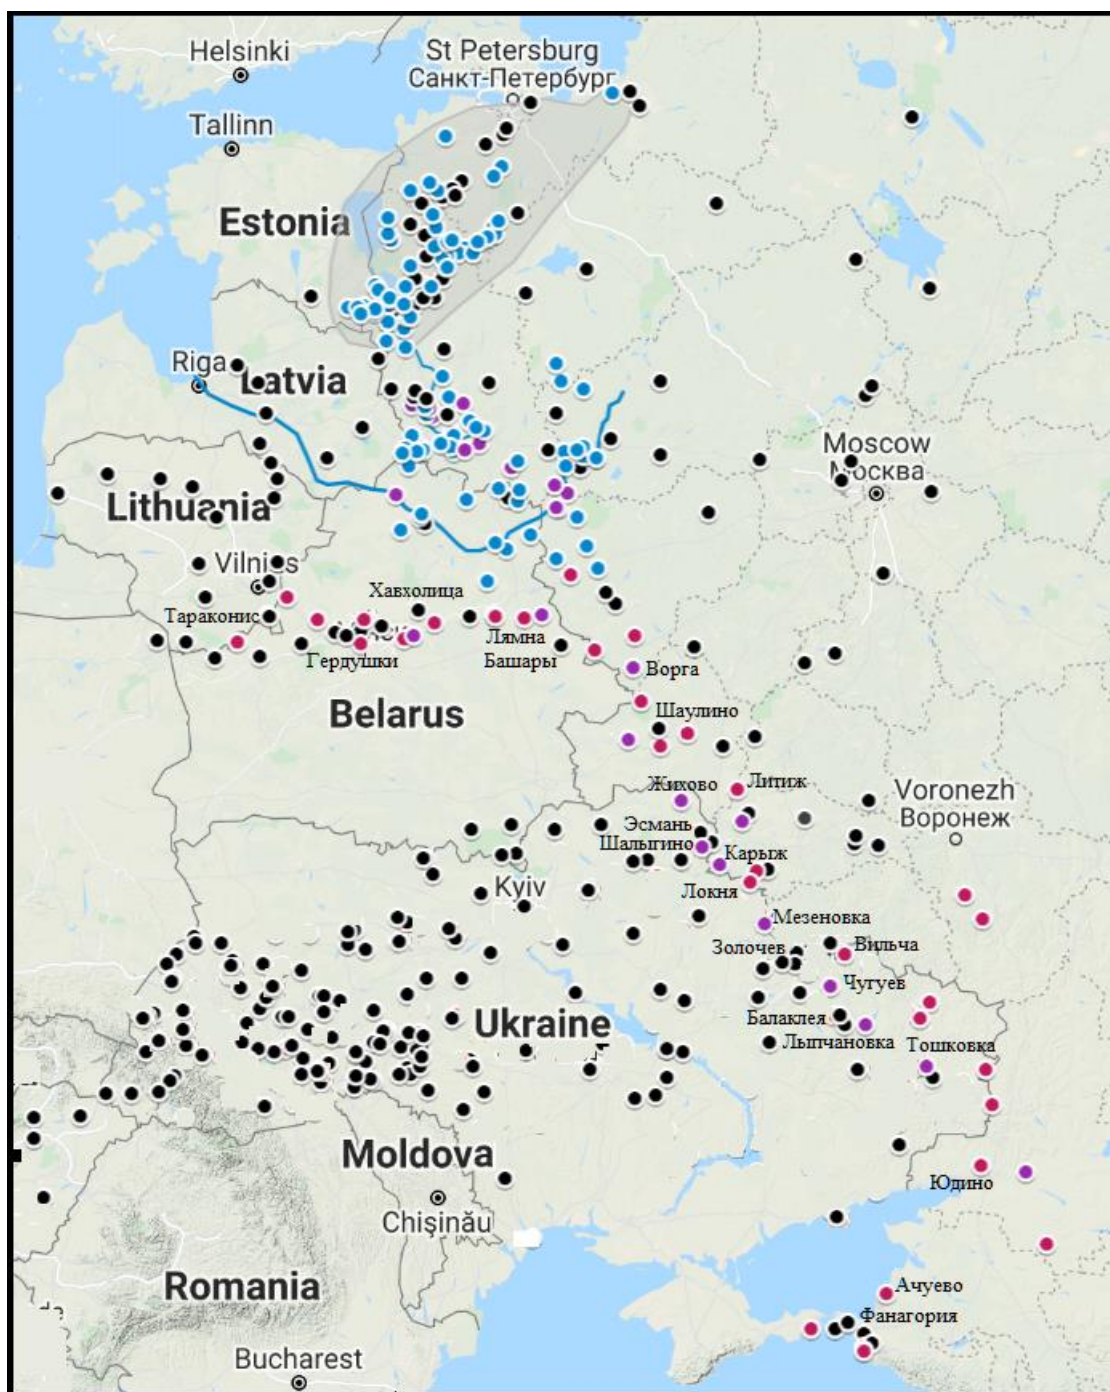 Helsinki
St Petersburg
Санкт-Петербург
Tallinn
Estonia
Riga
Latvia
Moscow
Москва
Lithuania
Vilnius
Хавхолица
Тараконис
Лямна
Гердушки
Башары
Ворга
Belarus
Шаулино
Жихово
Литиж
Voronezh
Воронеж
Эсмань
Шалыгино
Карыж
Локня
Kyiv
Мезеновка
Золочев
Вильча
Чугуев
Ukraine
Балаклея
Лыпчановка
Тошковка
Moldova
Юдино
Chișinău
Romania
Ачуево
Фанагория
Bucharest